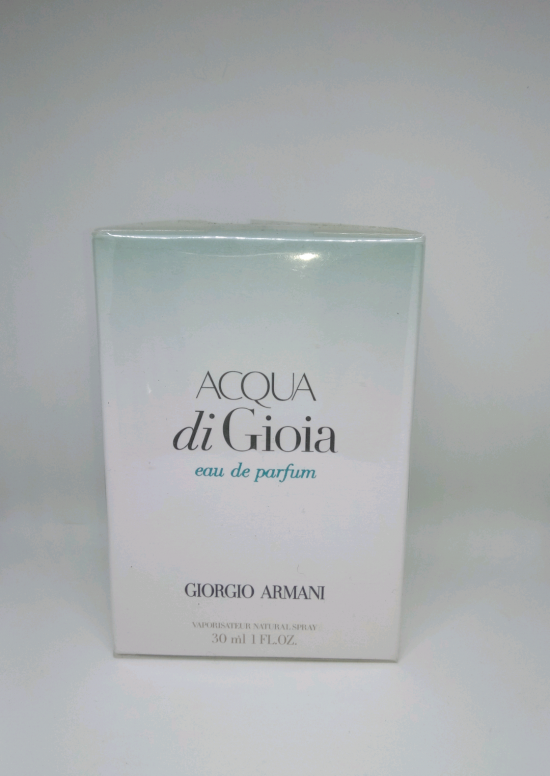 ACQUA
di Gioia
eau de parfum
GIORGIO ARMANI
VAPORISATEUR NATURAL SPRAY
30 ml 1 FL.OZ.